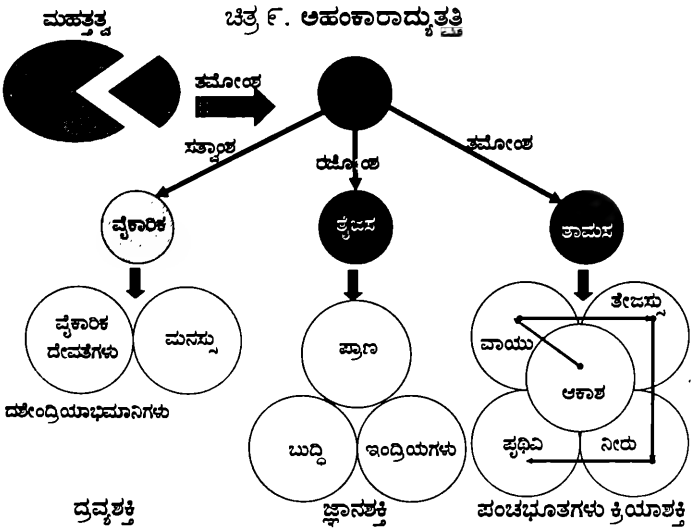 ಮಹತ್ತತ್ವ
ಚಿತ್ರ ೯. ಅಹಂಕಾರಾದ್ಯುತ್ಪತ್ತಿ
ತಮೋಂಶ
ಸತ್ವಾಂಶ
ರಜೋಂಶ
ತಮೋಂಶ
ವೈಕಾರಿಕ
ತೈಜಸ
ತಾಮಸ
ವೈಕಾರಿಕ
ದೇವತೆಗಳು
ಮನಸ್ಸು
ಪ್ರಾಣ
ತೇಜಸ್ಸು
ವಾಯು
ಆಕಾಶ
ದಶೇಂದ್ರಿಯಾಭಿಮಾನಿಗಳು
ಬುದ್ಧಿ
ಇಂದ್ರಿಯಗಳು
ಪೃಥಿವಿ
ನೀರು
ದ್ರವ್ಯಶಕ್ತಿ
ಜ್ಞಾನಶಕ್ತಿ
ಪಂಚಭೂತಗಳು ಕ್ರಿಯಾಶಕ್ತಿ